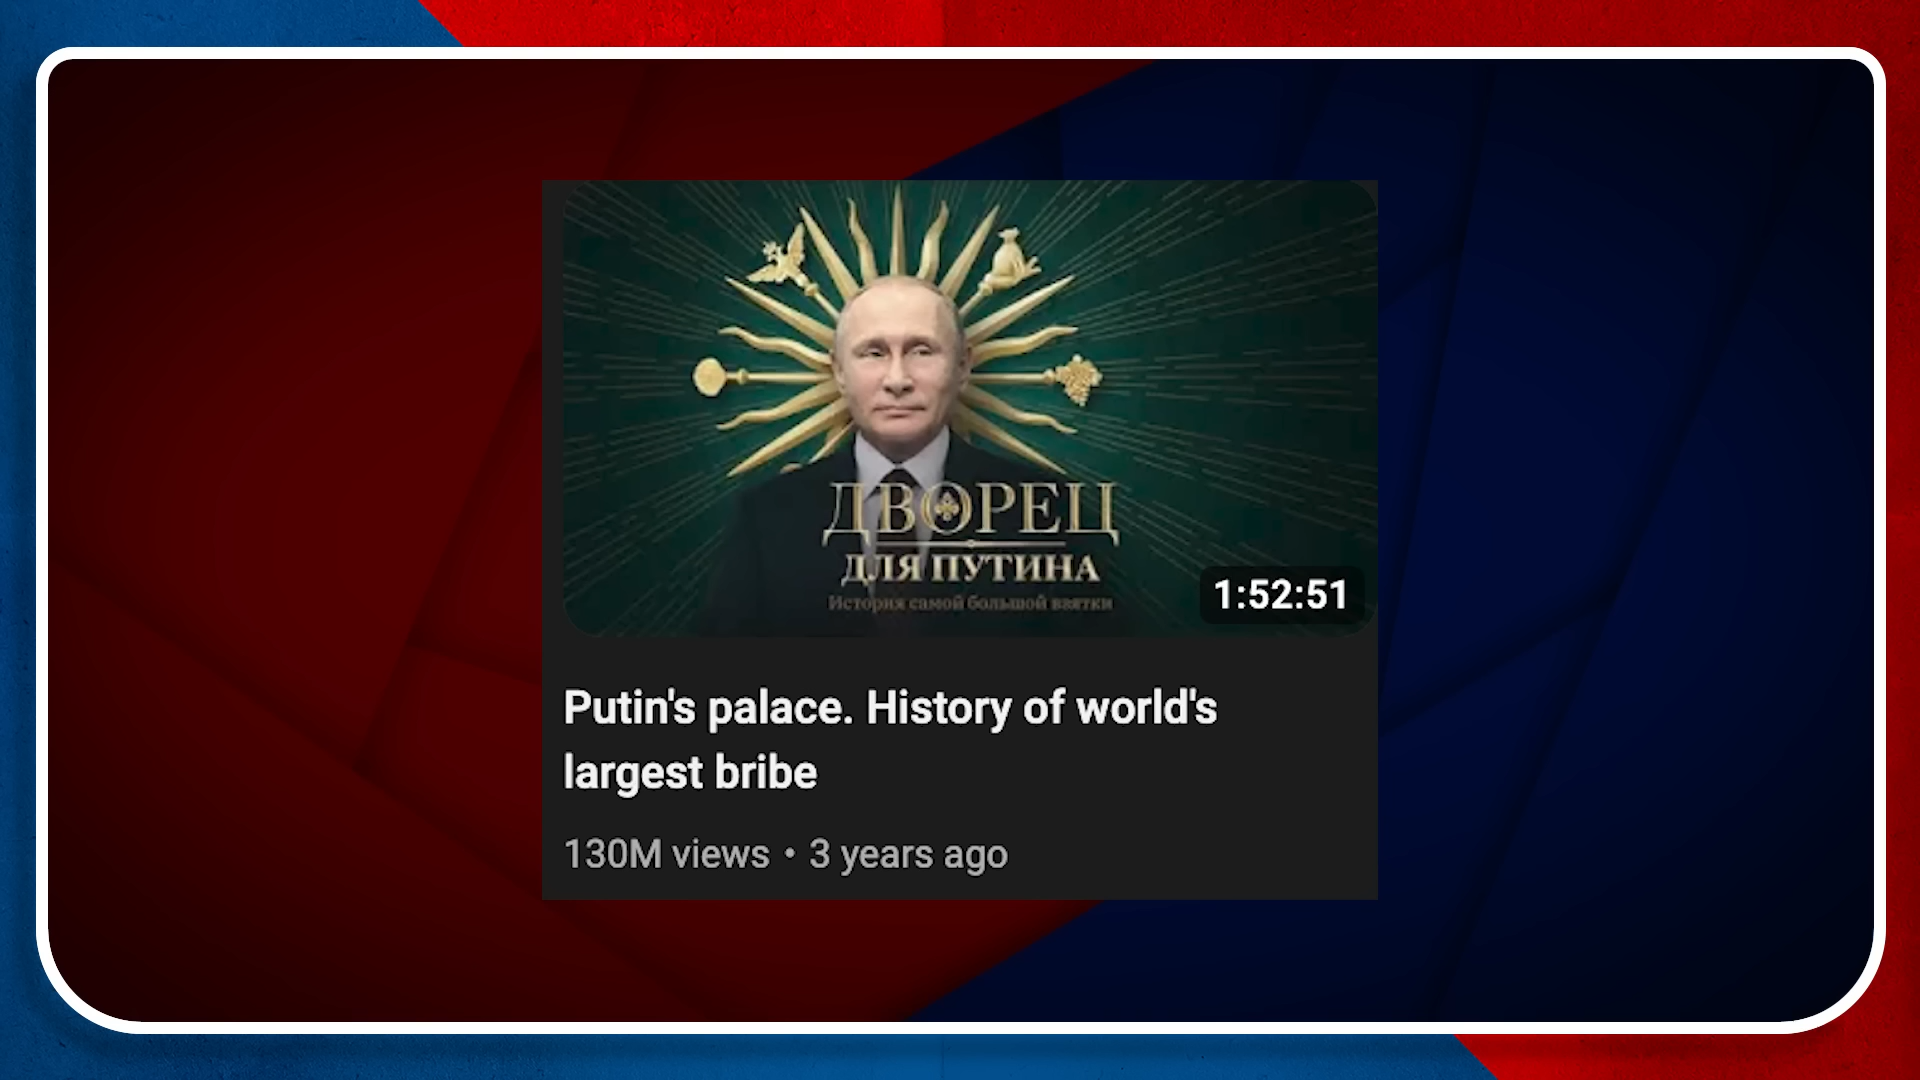 ДВОРЕЦ
ДЛЯ ПУТИНА
История самой большой взятки
1:52:51
Putin's palace. History of world's
largest bribe
130M views • 3 years ago